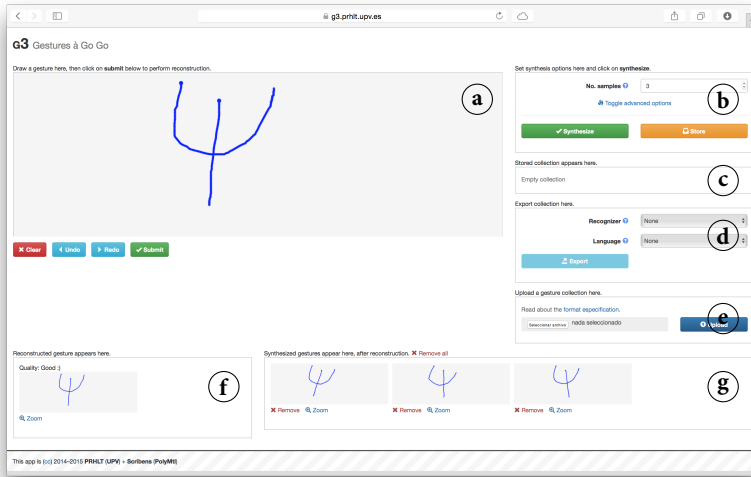 g3.prhlt.upv.es
G3 Gestures à Go Go
Draw a gesture here, then click on submit below to perform reconstruction.
a
Clear
Undo
Redo
Submit
Set synthesis options here and click on synthesize.
No. samples
3
Toggle advanced options
b
Synthesize
Store
Stored collection appears here.
Empty collection
c
Export collection here.
Recognizer
None
Language
None
d
Export
Upload a gesture collection here.
Read about the format especification.
Seleccionar archivo nada seleccionado
Upload
e
Reconstructed gesture appears here.
Quality: Good :)
f
Zoom
Synthesized gestures appear here, after reconstruction. Remove all
Remove Zoom
Remove Zoom
Remove Zoom
g
This app is (cc) 2014–2015 PRHLT (UPV) + Scribens (PolyMtl)